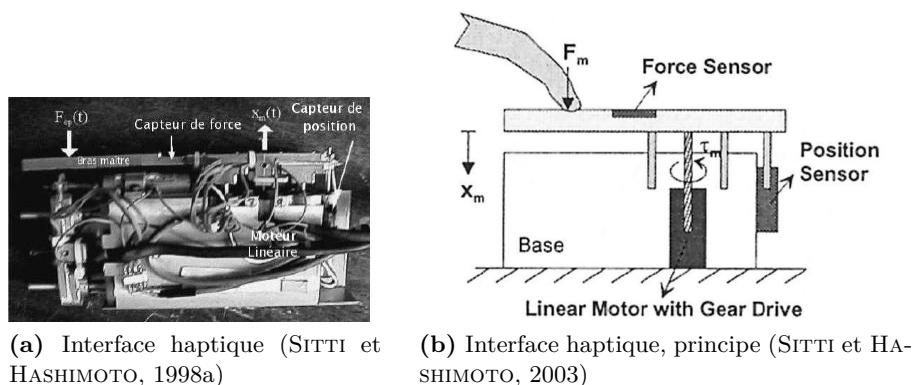 F_op(t)
x_m(t)
Capteur de
position
Capteur de force
Bras maître
Moteur
Linéaire
F_m
Force Sensor
τ_m
x_m
Position
Sensor
Base
Linear Motor with Gear Drive
(a) Interface haptique (SITTI et
HASHIMOTO, 1998a)
(b) Interface haptique, principe (SITTI et HA-
SHIMOTO, 2003)